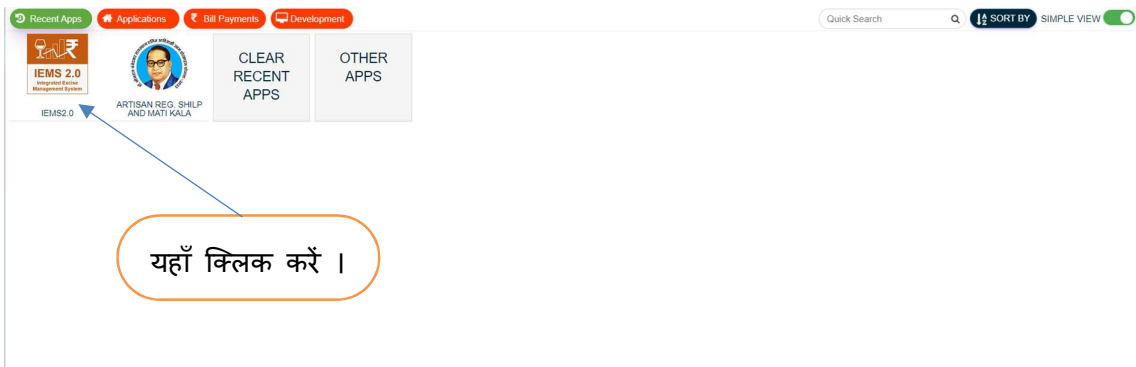 Recent Apps Applications ₹ Bill Payments Development Quick Search SORT BY SIMPLE VIEW
IEMS 2.0
Integrated Excise
Management System
IEMS2.0
ARTISAN REG. SHILP
AND MATI KALA
CLEAR
RECENT
APPS
OTHER
APPS
यहाँ क्लिक करें ।